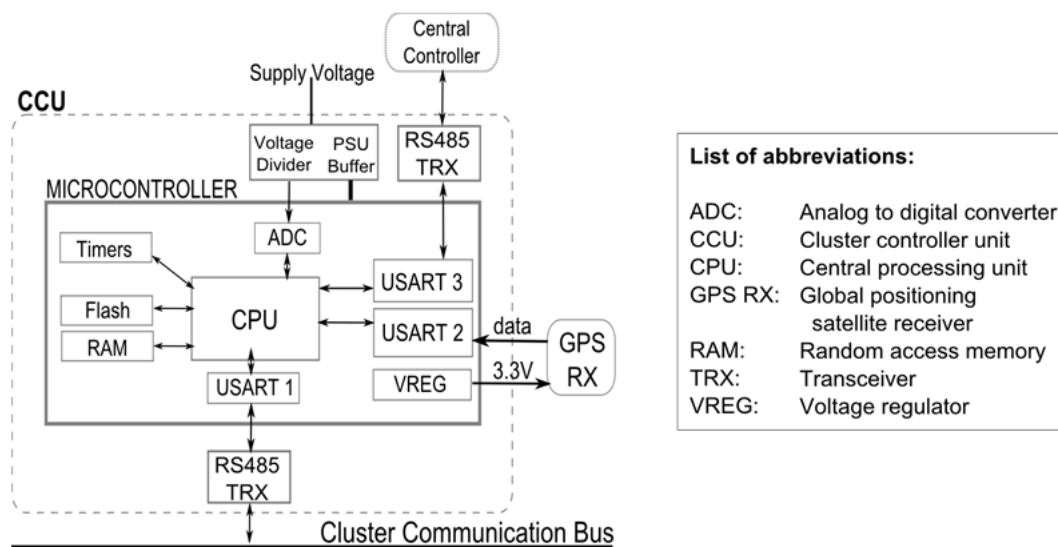 Central
Controller
Supply Voltage
CCU
Voltage
Divider
PSU
Buffer
RS485
TRX
MICROCONTROLLER
ADC
Timers
Flash
RAM
CPU
USART 3
USART 2
data
GPS
RX
VREG
3.3V
USART 1
RS485
TRX
Cluster Communication Bus
List of abbreviations:
ADC: Analog to digital converter
CCU: Cluster controller unit
CPU: Central processing unit
GPS RX: Global positioning
satellite receiver
RAM: Random access memory
TRX: Transceiver
VREG: Voltage regulator